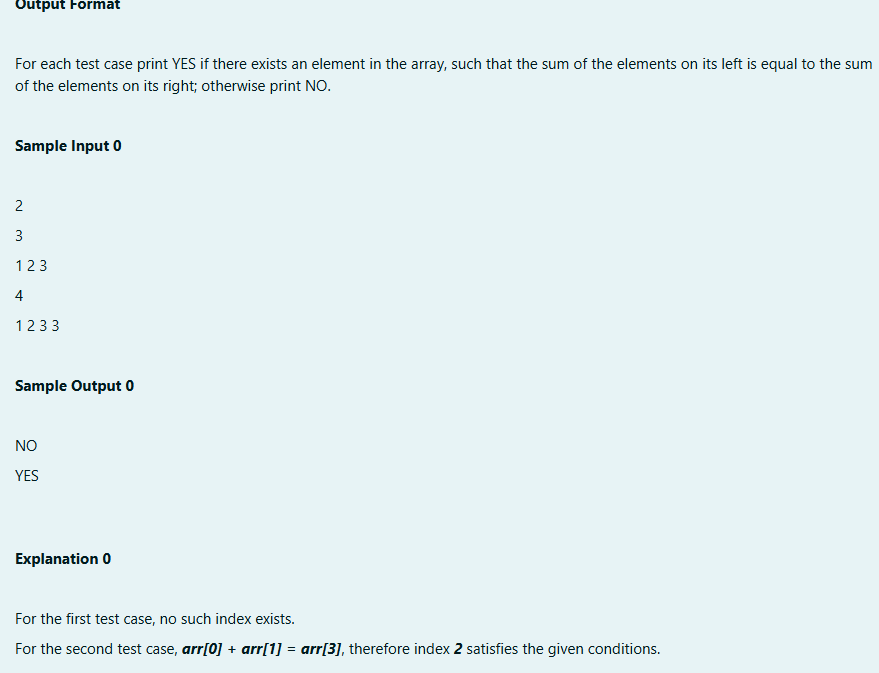 Output Format
For each test case print YES if there exists an element in the array, such that the sum of the elements on its left is equal to the sum
of the elements on its right; otherwise print NO.
Sample Input 0
2
3
1 2 3
4
1 2 3 3
Sample Output 0
NO
YES
Explanation 0
For the first test case, no such index exists.
For the second test case, arr[0] + arr[1] = arr[3], therefore index 2 satisfies the given conditions.